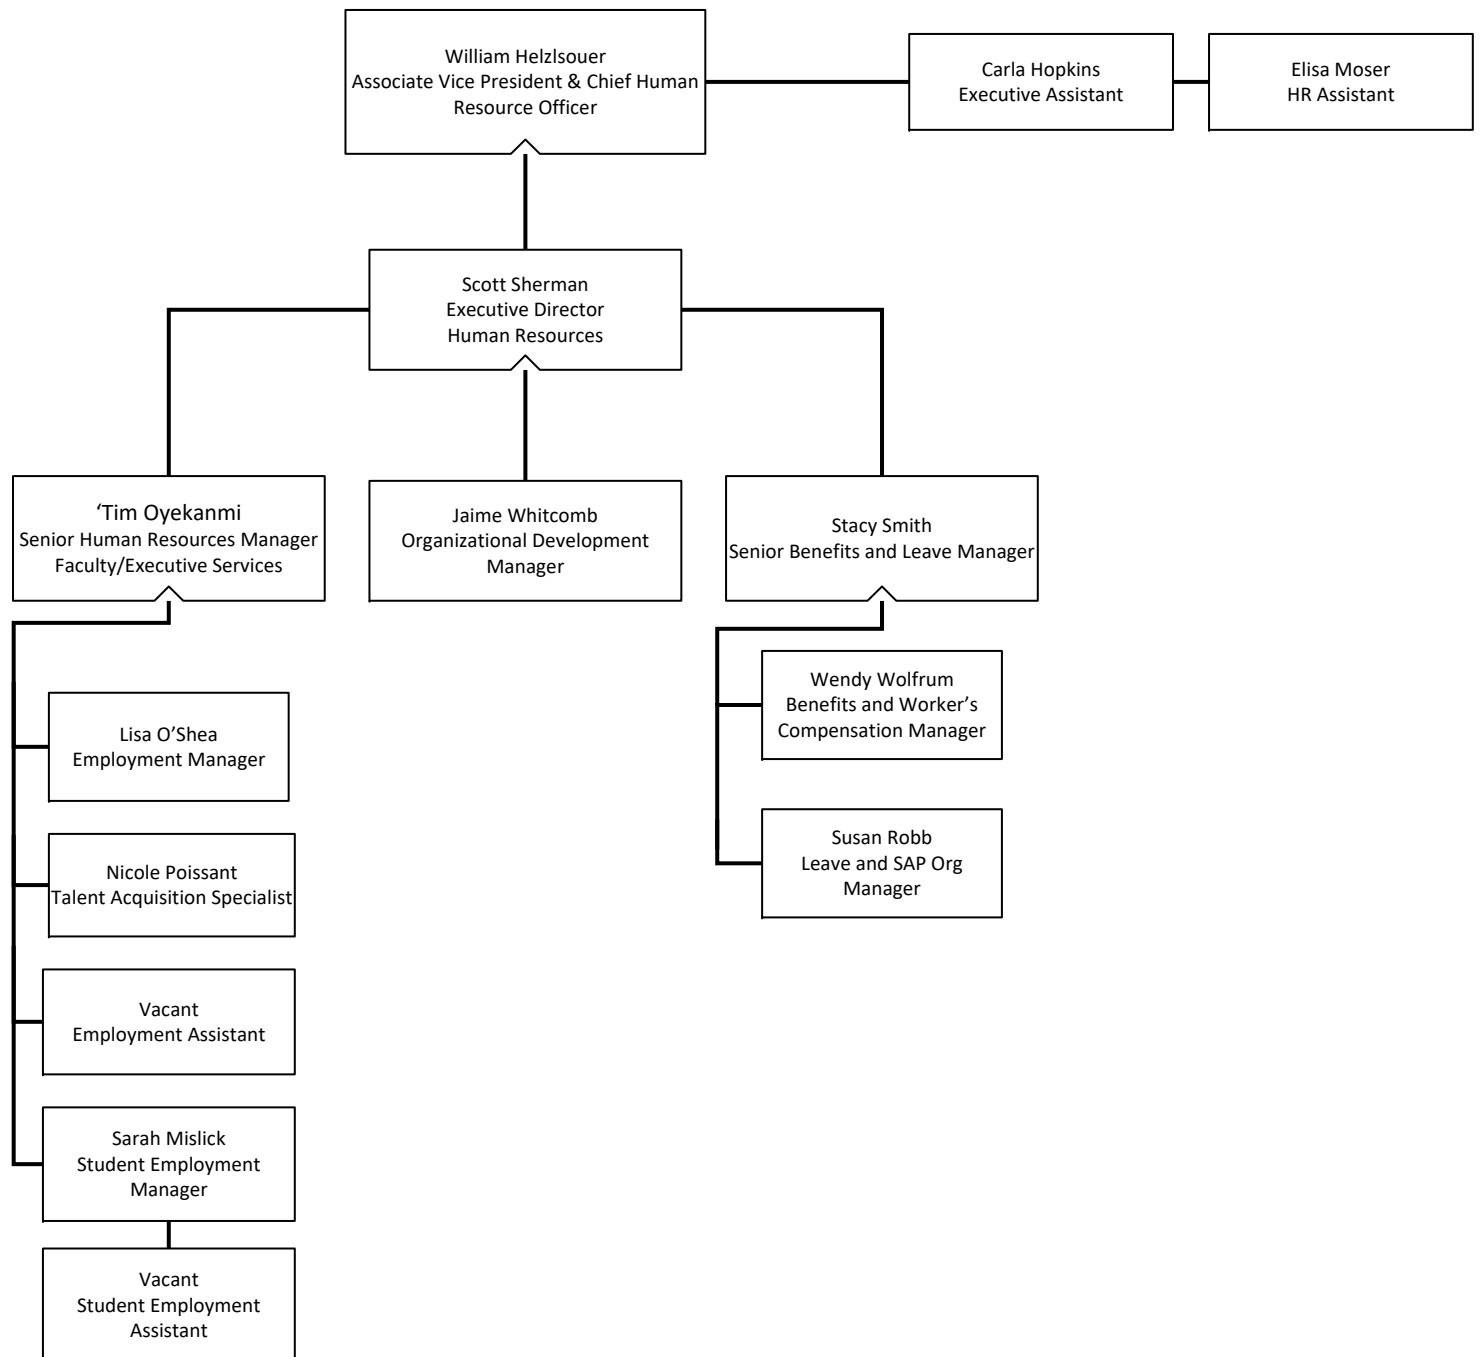 William Helzlsouer
Associate Vice President & Chief Human
Resource Officer
Carla Hopkins
Executive Assistant
Elisa Moser
HR Assistant
Scott Sherman
Executive Director
Human Resources
‘Tim Oyekanmi
Senior Human Resources Manager
Faculty/Executive Services
Jaime Whitcomb
Organizational Development
Manager
Stacy Smith
Senior Benefits and Leave Manager
Lisa O’Shea
Employment Manager
Nicole Poissant
Talent Acquisition Specialist
Vacant
Employment Assistant
Sarah Mislick
Student Employment
Manager
Vacant
Student Employment
Assistant
Wendy Wolfrum
Benefits and Worker’s
Compensation Manager
Susan Robb
Leave and SAP Org
Manager